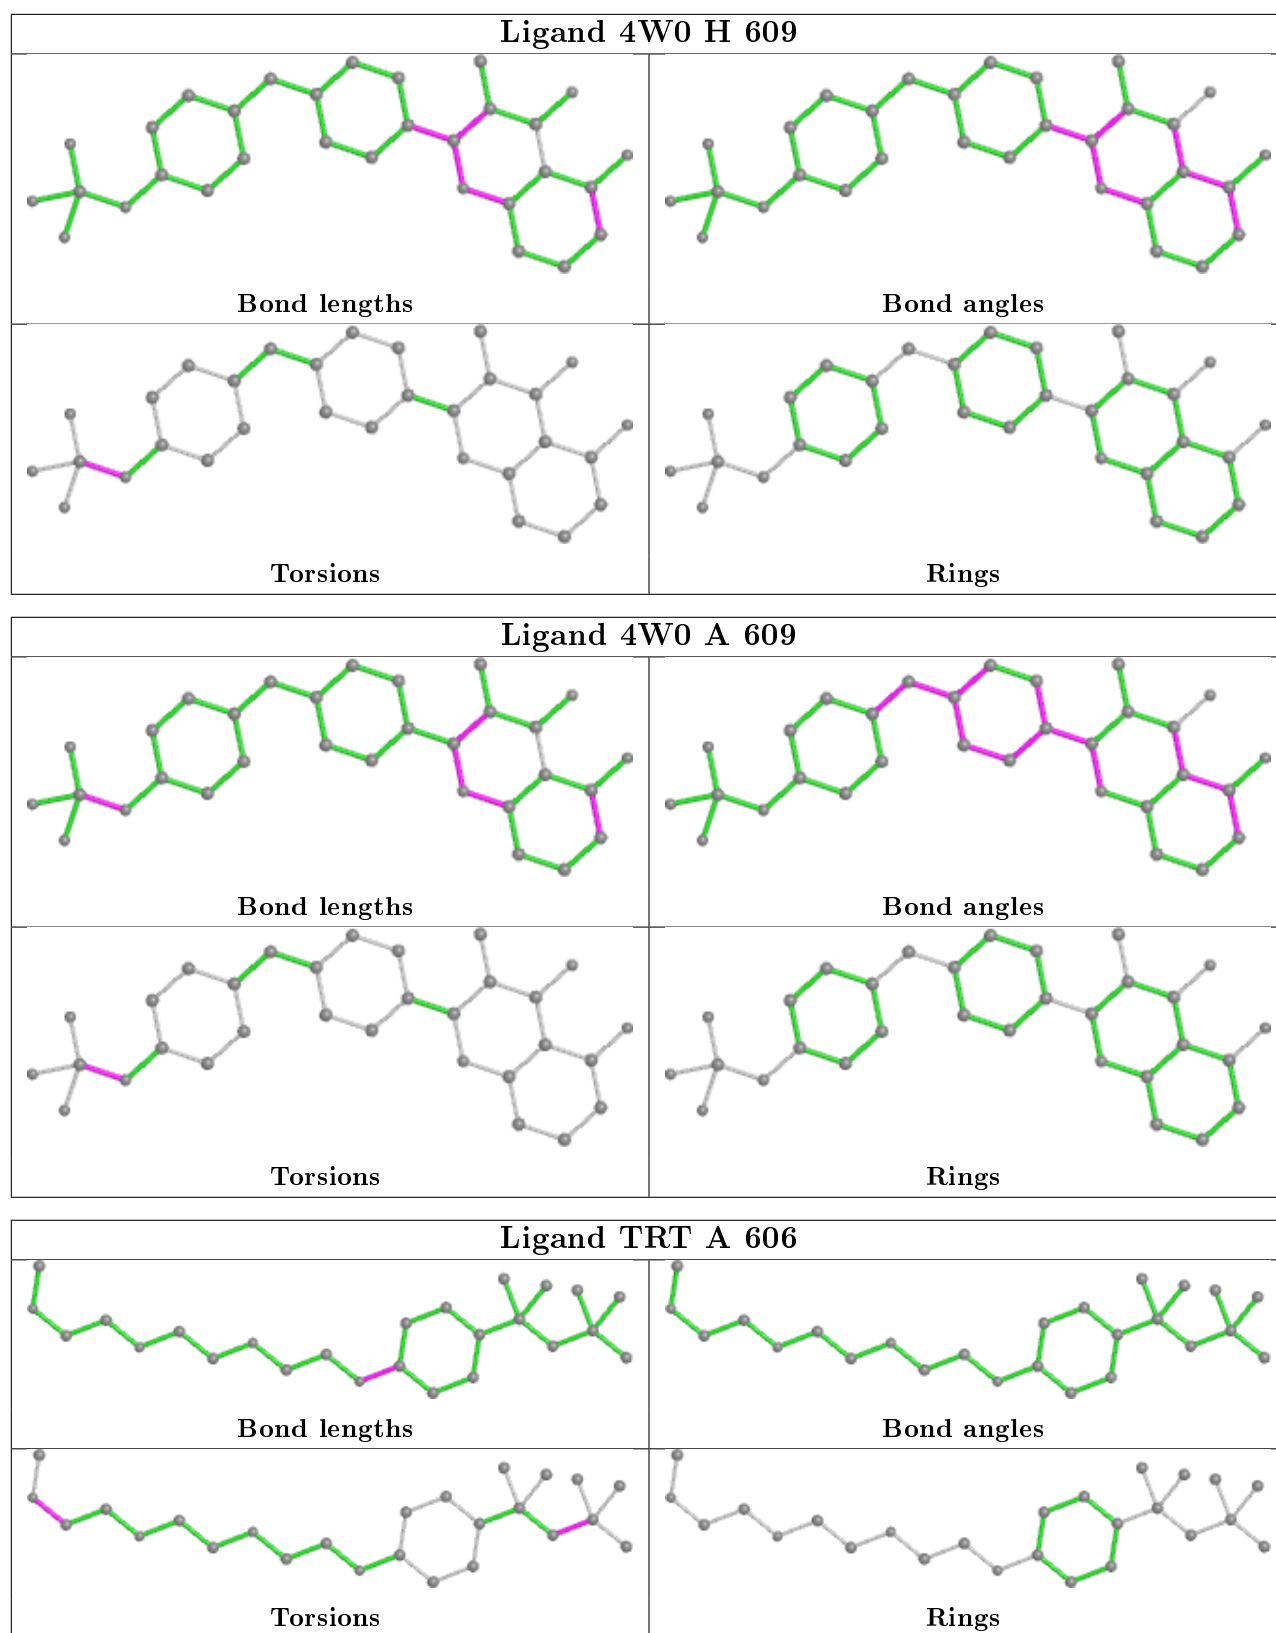 Ligand 4W0 H 609
Bond lengths
Bond angles
Torsions
Rings
Ligand 4W0 A 609
Bond lengths
Bond angles
Torsions
Rings
Ligand TRT A 606
Bond lengths
Bond angles
Torsions
Rings